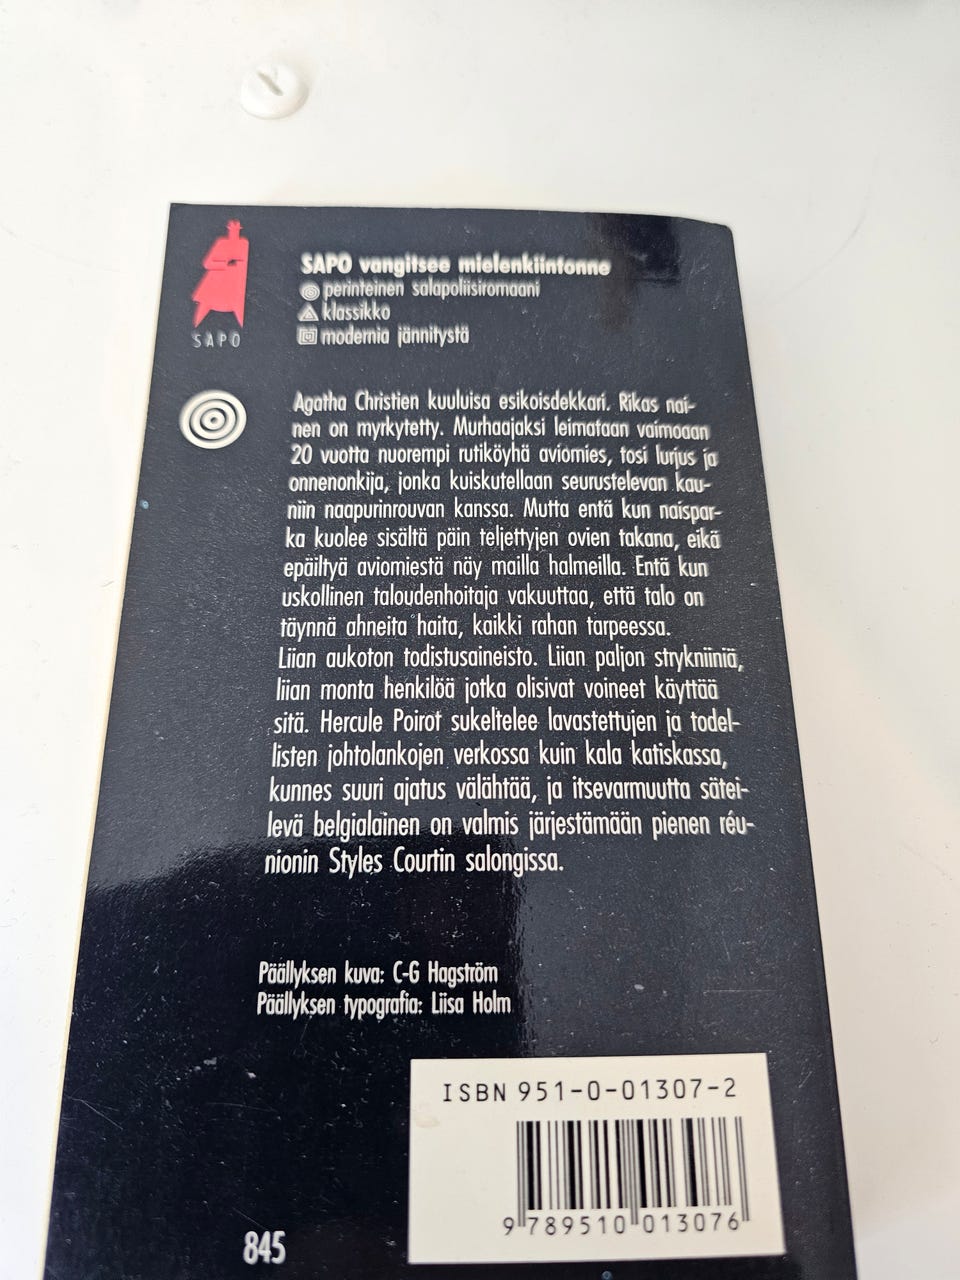 SAPO vangitsee mielenkiintonne
perinteinen salapoliisiromaani
klassikko
modernia jännitystä
SAPO
Agatha Christien kuuluisa esikoisdekkari. Rikas nai-
nen on myrkytetty. Murhaajaksi leimataan vaimoaan
20 vuotta nuorempi rutiköyhä aviomies, tosi lurjus ja
onnenonkija, jonka kuiskutellaan seurustelevan kau-
niin naapurinrouvan kanssa. Mutta entä kun naispar-
ka kuolee sisältä päin teljettyjen ovien takana, eikä
epäiltyä aviomiestä näy mailla halmeilla. Entä kun
uskollinen taloudenhoitaja vakuuttaa, että talo on
täynnä ahneita haita, kaikki rahan tarpeessa.
Liian aukoton todistusaineisto. Liian paljon strykniiniä,
liian monta henkilöä jotka olisivat voineet käyttää
sitä. Hercule Poirot sukeltelee lavastettujen ja todel-
listen johtolankojen verkossa kuin kala katiskassa,
kunnes suuri ajatus välähtää, ja itsevarmuutta sätei-
levä belgialainen on valmis järjestämään pienen réu-
nionin Styles Courtin salongissa.
Päällyksen kuva: C-G Hagström
Päällyksen typografia: Liisa Holm
ISBN 951-0-01307-2
9 789510 013076
845